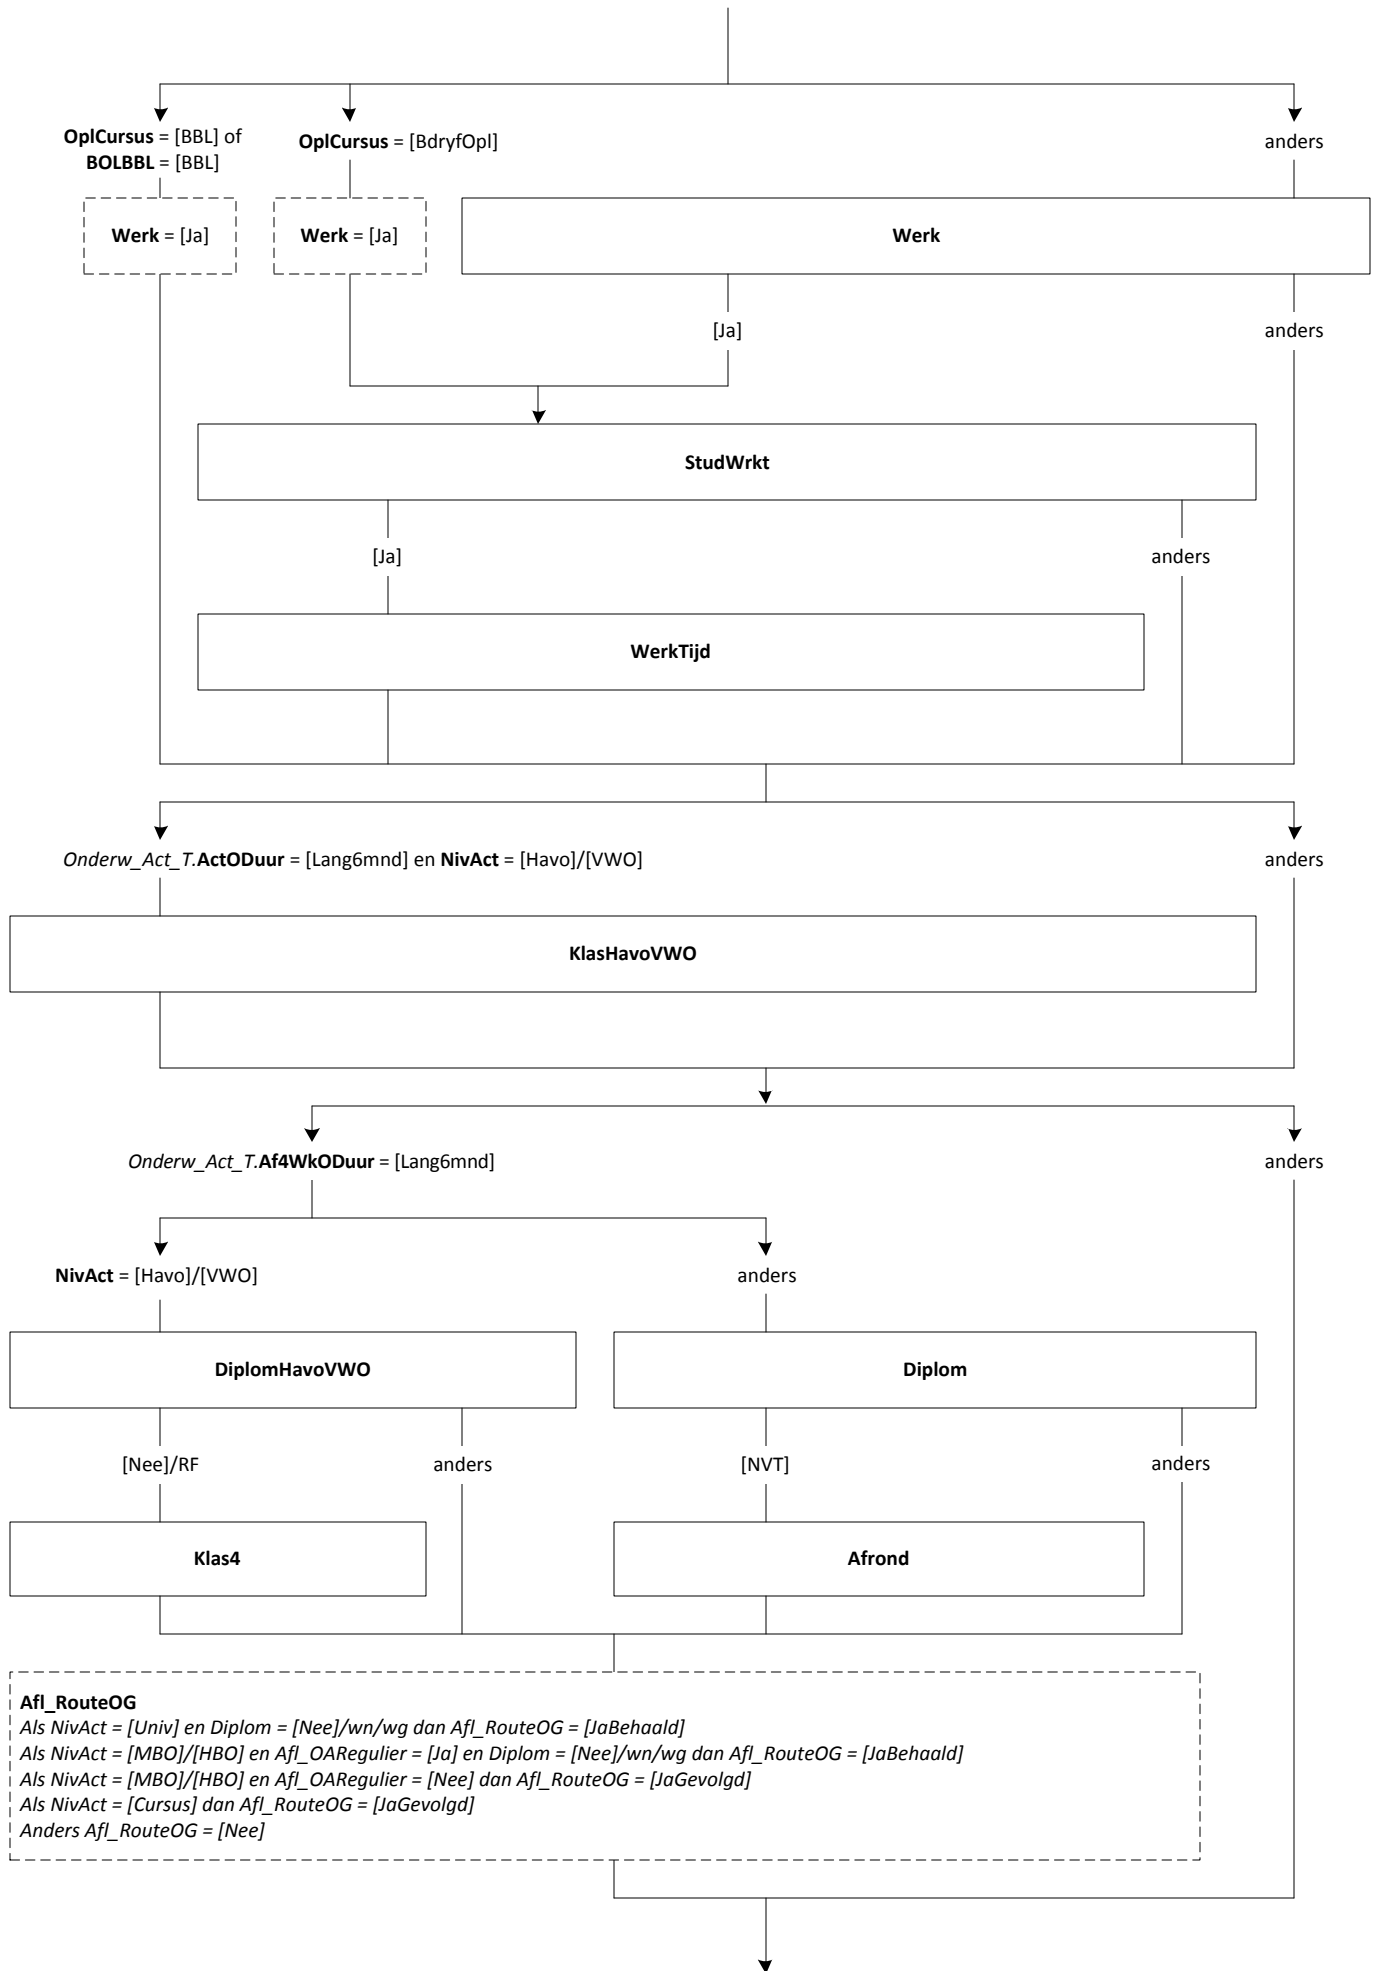 OplCursus = [BBL] of
BOLBBL = [BBL]
OplCursus = [BdryfOpl]
anders
Werk = [Ja]
Werk = [Ja]
Werk
[Ja]
anders
StudWrkt
[Ja]
anders
WerkTijd
Onderw_Act_T.ActODuur = [Lang6mnd] en NivAct = [Havo]/[VWO]
anders
KlasHavoVWO
Onderw_Act_T.Af4WkODuur = [Lang6mnd]
anders
NivAct = [Havo]/[VWO]
anders
DiplomHavoVWO
Diplom
[Nee]/RF
anders
[NVT]
anders
Klas4
Afrond
Afl_RouteOG
Als NivAct = [Univ] en Diplom = [Nee]/wn/wg dan Afl_RouteOG = [JaBehaald]
Als NivAct = [MBO]/[HBO] en Afl_OARegulier = [Ja] en Diplom = [Nee]/wn/wg dan Afl_RouteOG = [JaBehaald]
Als NivAct = [MBO]/[HBO] en Afl_OARegulier = [Nee] dan Afl_RouteOG = [JaGevolgd]
Als NivAct = [Cursus] dan Afl_RouteOG = [JaGevolgd]
Anders Afl_RouteOG = [Nee]